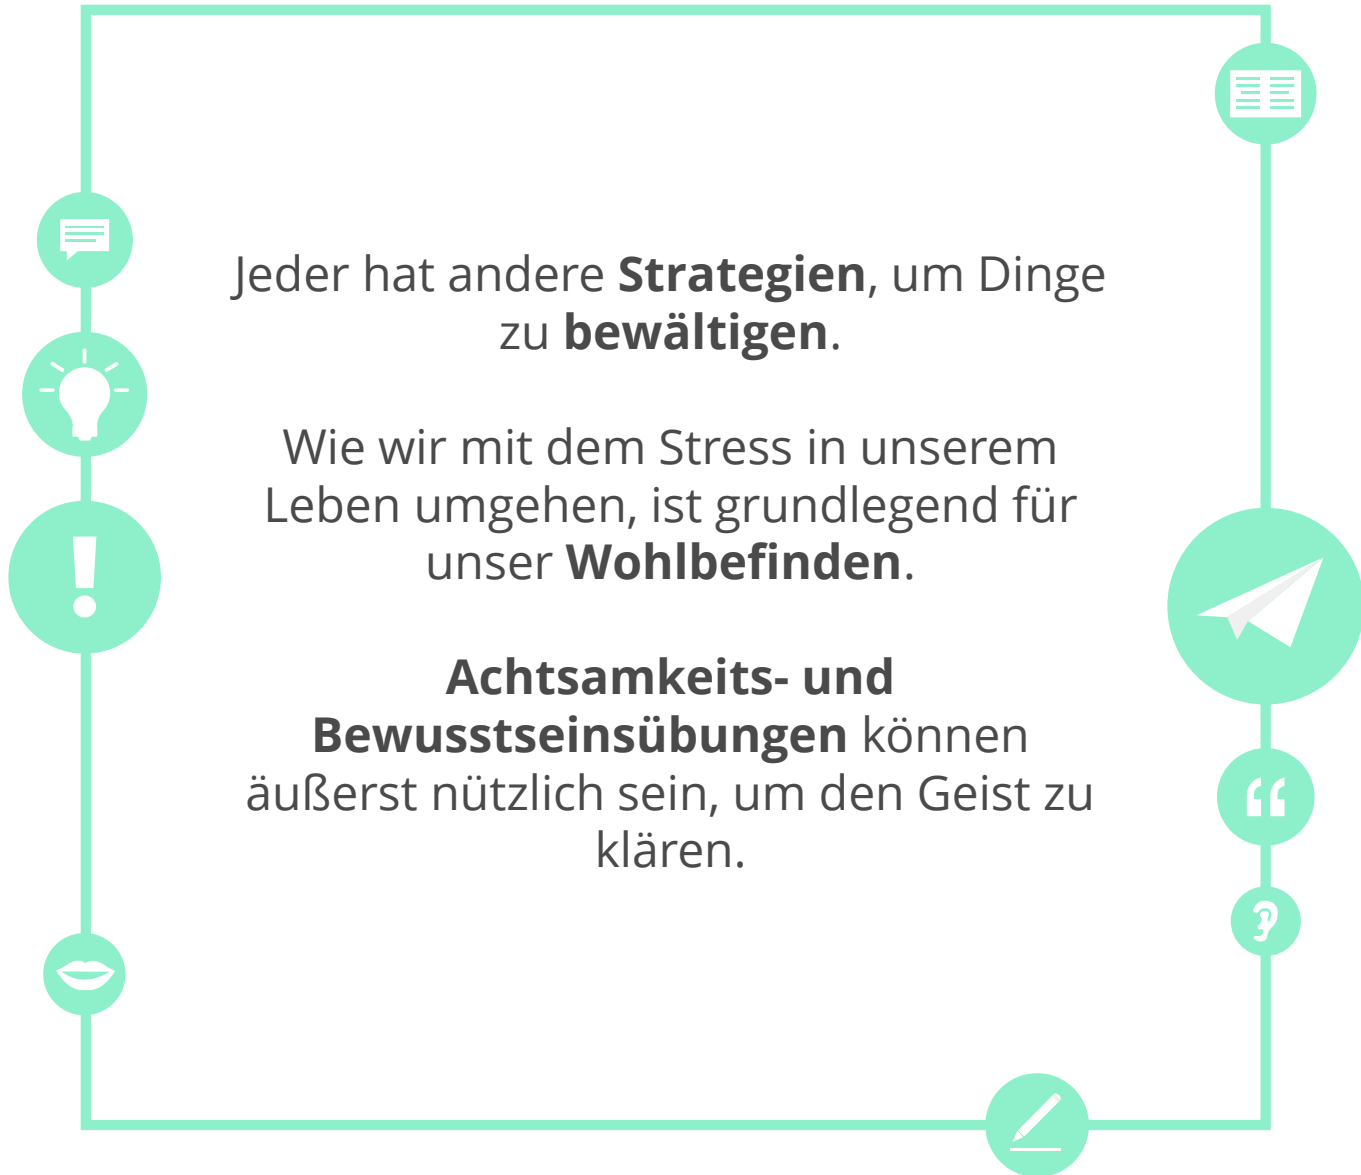 Jeder hat andere Strategien, um Dinge
zu bewältigen.
Wie wir mit dem Stress in unserem
Leben umgehen, ist grundlegend für
unser Wohlbefinden.
Achtsamkeits- und
Bewusstseinsübungen können
äußerst nützlich sein, um den Geist zu
klären.